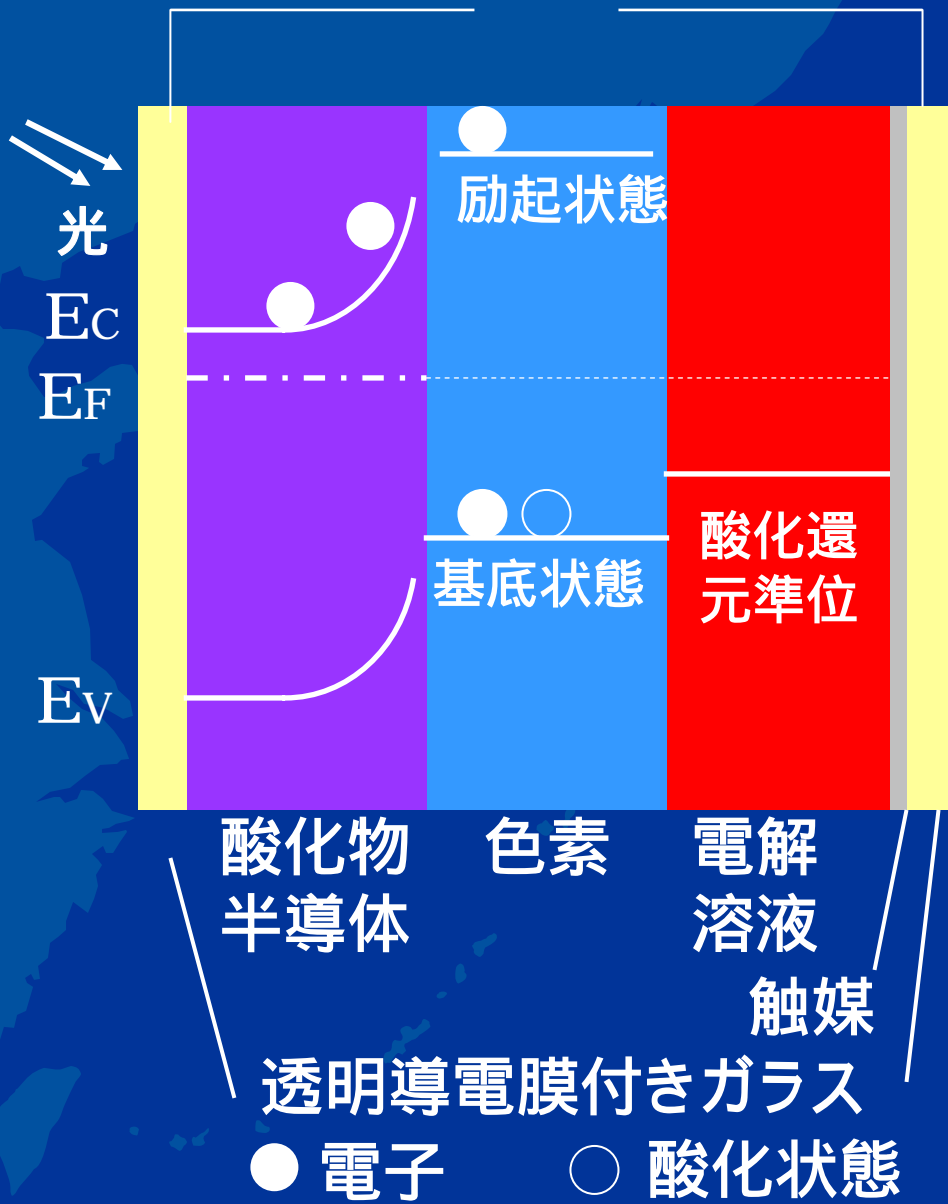 励起状態
光
EC
EF
酸化還
元準位
基底状態
EV
酸化物
半導体
色素
電解
溶液
触媒
透明導電膜付きガラス
電子
酸化状態